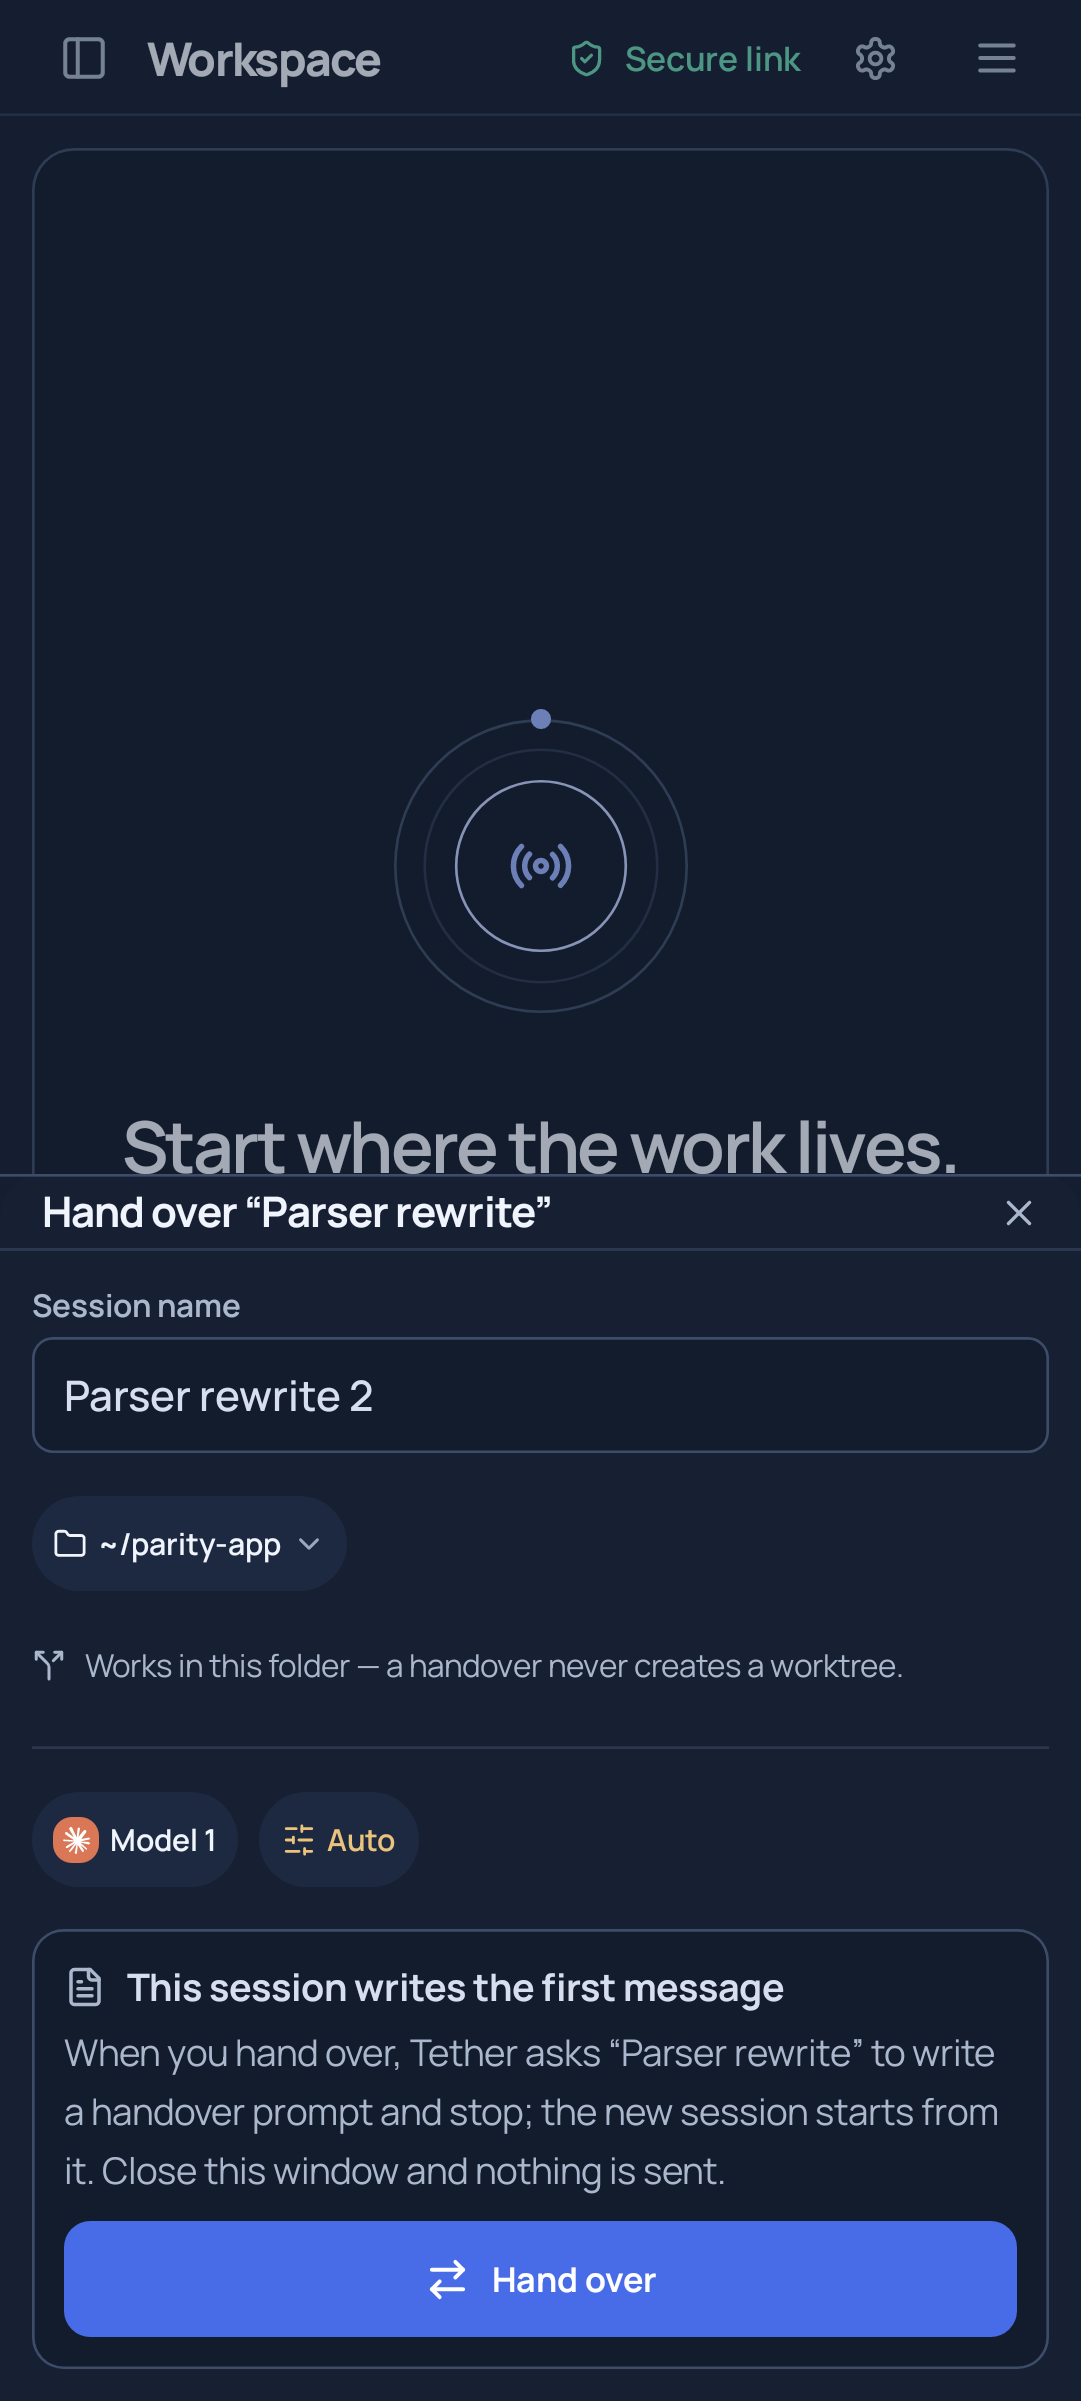 Workspace
Secure link
Start where the work lives.
Hand over “Parser rewrite”
Session name
Parser rewrite 2
~/parity-app
Works in this folder — a handover never creates a worktree.
Model 1
Auto
This session writes the first message
When you hand over, Tether asks “Parser rewrite” to write
a handover prompt and stop; the new session starts from
it. Close this window and nothing is sent.
Hand over